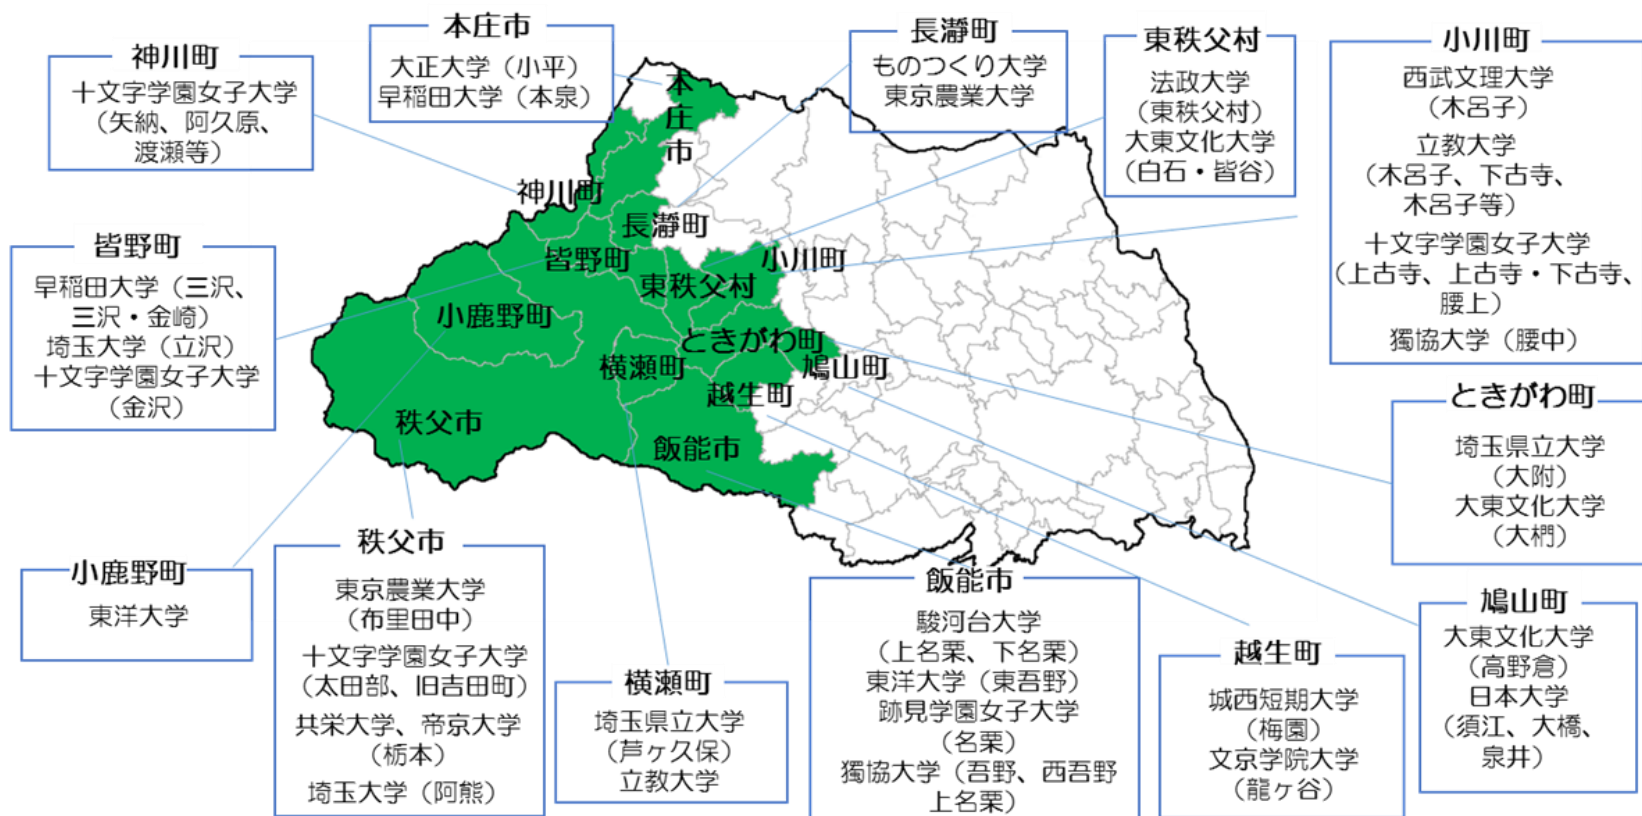 神川町
十文字学園女子大学
（矢納、阿久原、
渡瀬等）
本庄市
大正大学（小平）
早稲田大学（本泉）
長瀞町
ものつくり大学
東京農業大学
東秩父村
法政大学
（東秩父村）
大東文化大学
（白石・皆谷）
小川町
西武文理大学
（木呂子）
立教大学
（木呂子、下古寺、
木呂子等）
十文字学園女子大学
（上古寺、上古寺・下古寺、
腰上）
獨協大学（腰中）
皆野町
早稲田大学（三沢、
三沢・金崎）
埼玉大学（立沢）
十文字学園女子大学
（金沢）
本庄市
神川町
長瀞町
皆野町
小川町
東秩父村
小鹿野町
ときがわ町
横瀬町
鳩山町
越生町
秩父市
飯能市
ときがわ町
埼玉県立大学
（大附）
大東文化大学
（大椚）
小鹿野町
東洋大学
秩父市
東京農業大学
（布里田中）
十文字学園女子大学
（太田部、旧吉田町）
共栄大学、帝京大学
（栃本）
埼玉大学（阿熊）
横瀬町
埼玉県立大学
（芦ヶ久保）
立教大学
飯能市
駿河台大学
（上名栗、下名栗）
東洋大学（東吾野）
跡見学園女子大学
（名栗）
獨協大学（吾野、西吾野
上名栗）
越生町
城西短期大学
（梅園）
文京学院大学
（龍ヶ谷）
鳩山町
大東文化大学
（高野倉）
日本大学
（須江、大橋、
泉井）